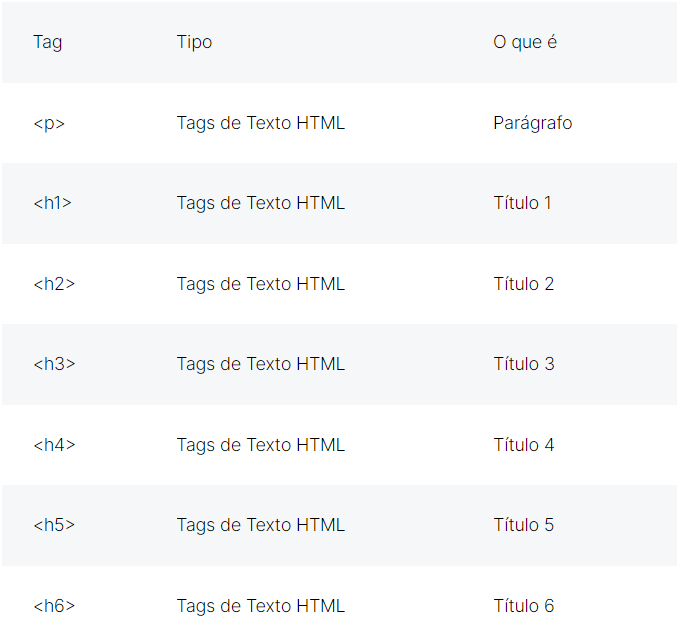 Tag Tipo O que é
<p> Tags de Texto HTML Parágrafo
<h1> Tags de Texto HTML Título 1
<h2> Tags de Texto HTML Título 2
<h3> Tags de Texto HTML Título 3
<h4> Tags de Texto HTML Título 4
<h5> Tags de Texto HTML Título 5
<h6> Tags de Texto HTML Título 6